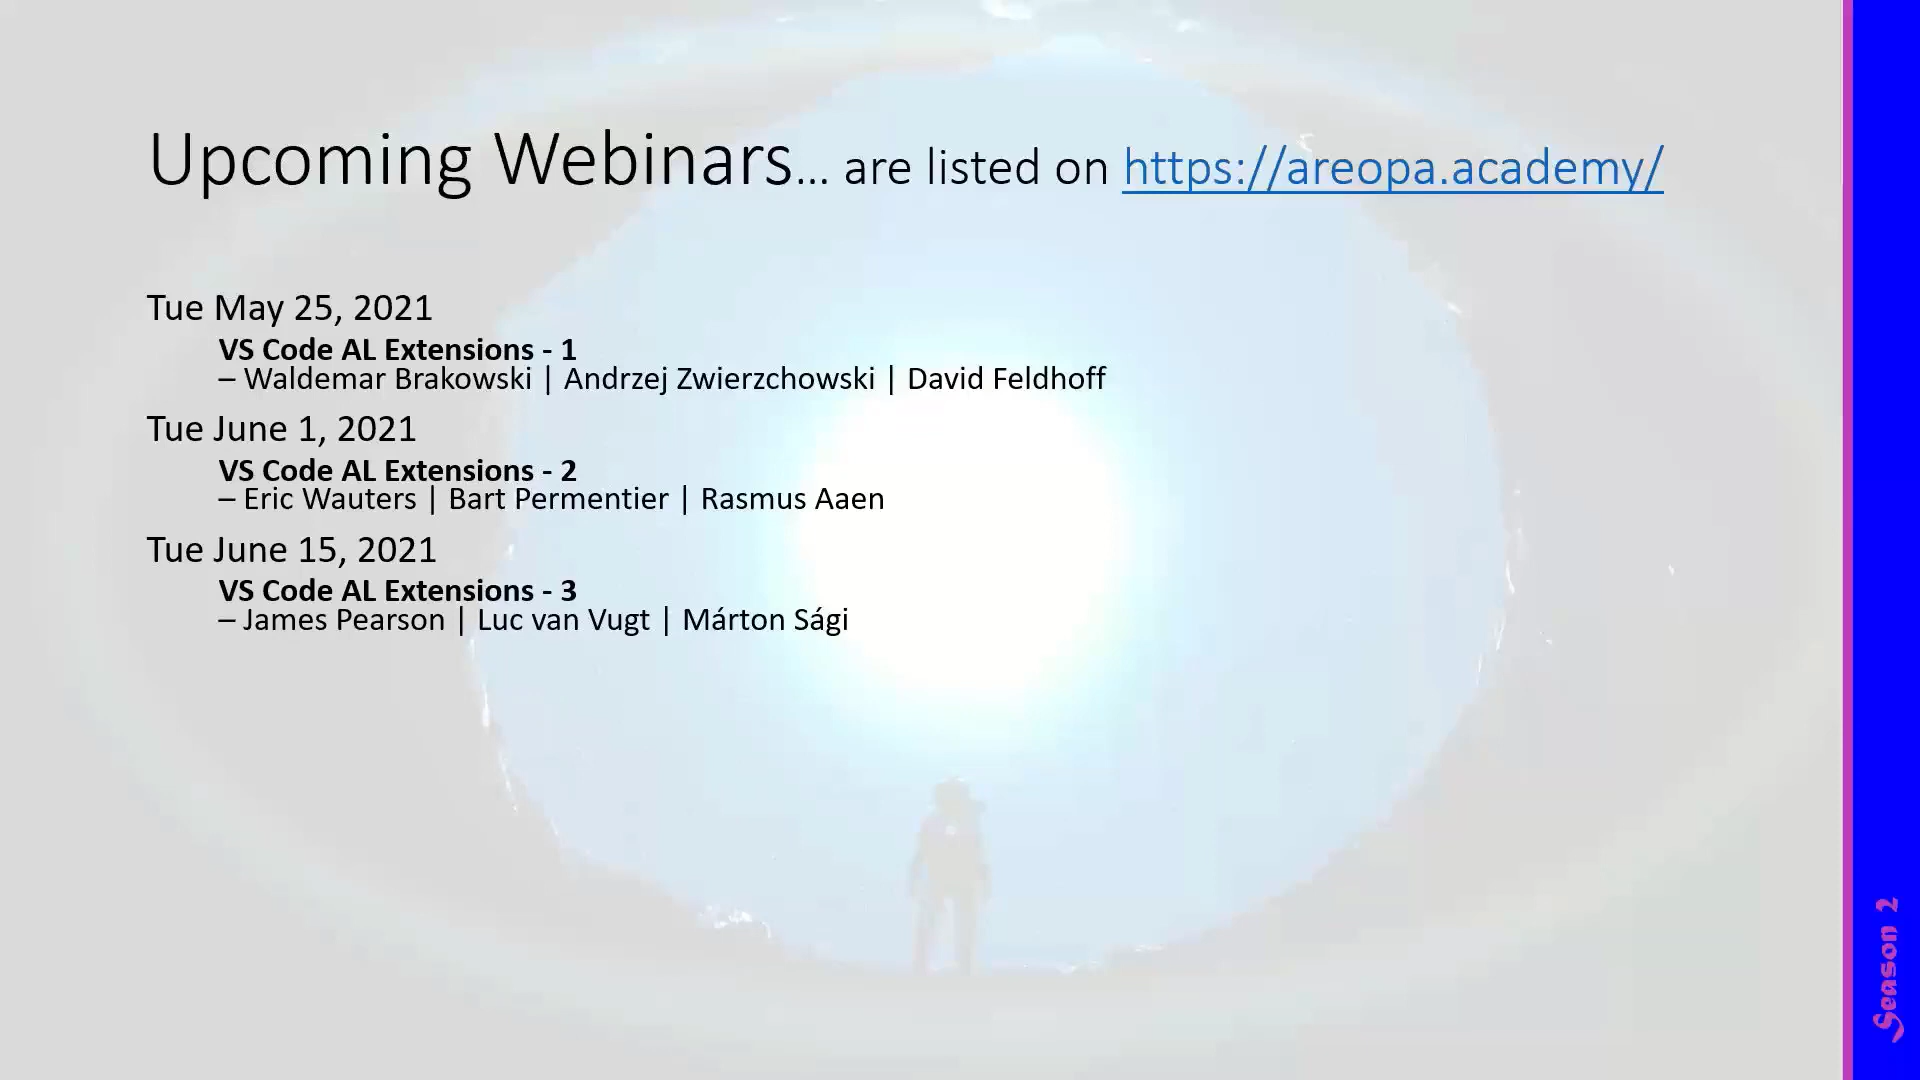 Upcoming Webinars... are listed on https://areopa.academy/
Tue May 25, 2021
VS Code AL Extensions - 1
– Waldemar Brakowski | Andrzej Zwierzchowski | David Feldhoff
Tue June 1, 2021
VS Code AL Extensions - 2
– Eric Wauters | Bart Permentier | Rasmus Aaen
Tue June 15, 2021
VS Code AL Extensions - 3
– James Pearson | Luc van Vugt | Márton Sági
Season 2